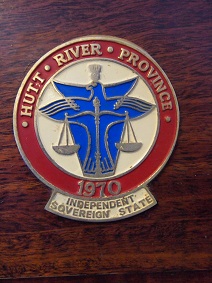 · HUTT · RIVER · PROVINCE ·
1970
INDEPENDENT
SOVEREIGN STATE